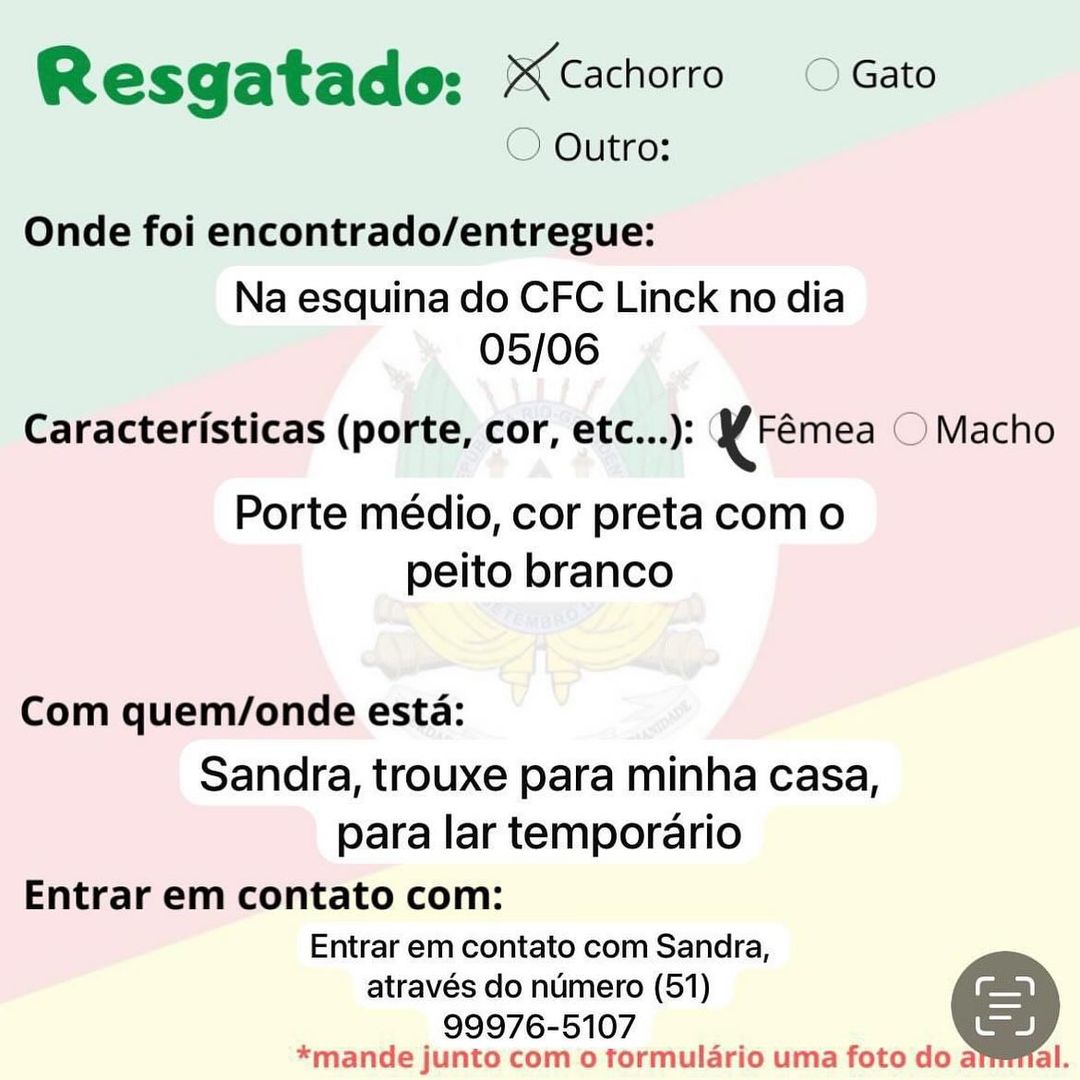 Resgatado: Cachorro Gato
Outro:
Onde foi encontrado/entregue:
Na esquina do CFC Linck no dia
05/06
Características (porte, cor, etc...): Fêmea Macho
Porte médio, cor preta com o
peito branco
Com quem/onde está:
Sandra, trouxe para minha casa,
para lar temporário
Entrar em contato com:
Entrar em contato com Sandra,
através do número (51)
99976-5107
*mande junto com o formulário uma foto do animal.